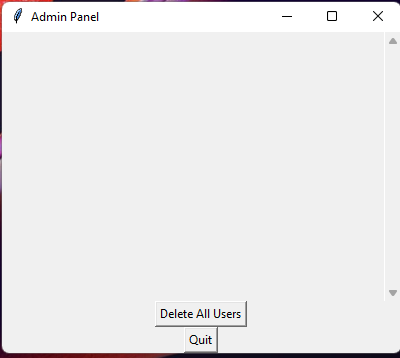 Admin Panel
Delete All Users
Quit